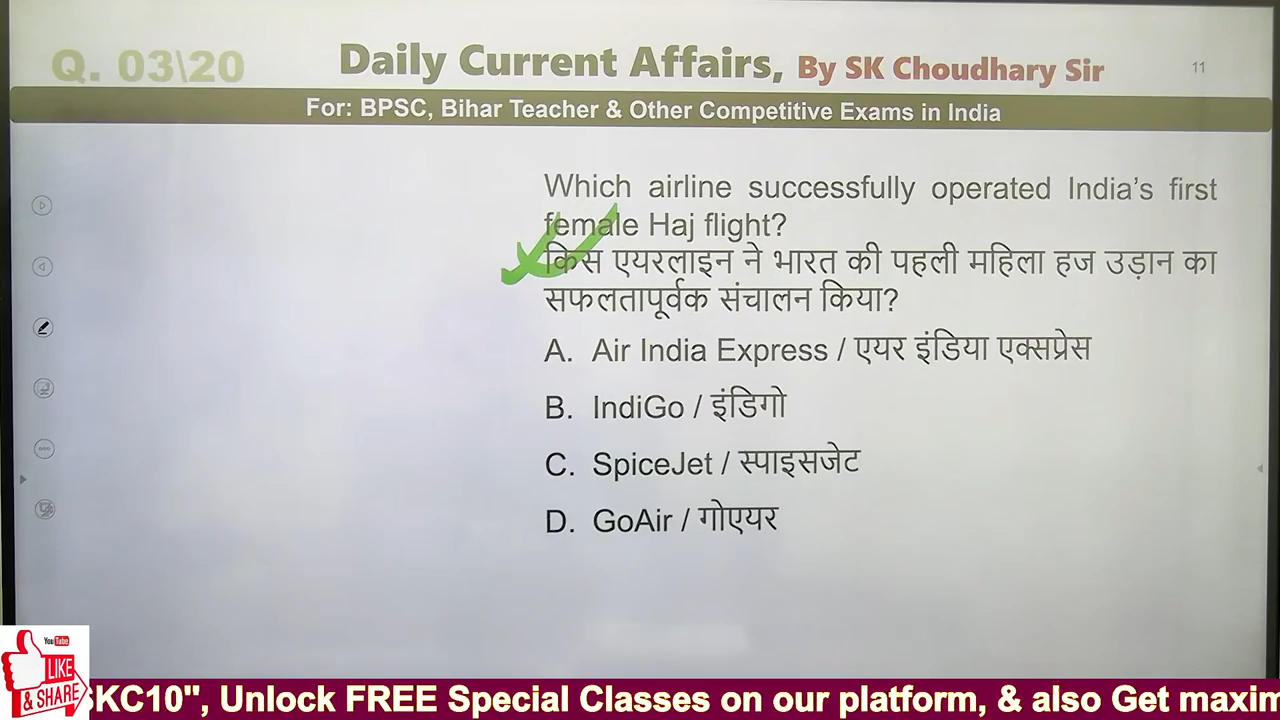 Q. 03\20
Daily Current Affairs, By SK Choudhary Sir
11
For: BPSC, Bihar Teacher & Other Competitive Exams in India
Which airline successfully operated India’s first
female Haj flight?
किस एयरलाइन ने भारत की पहली महिला हज उड़ान का
सफलतापूर्वक संचालन किया?
A. Air India Express / एयर इंडिया एक्सप्रेस
B. IndiGo / इंडिगो
C. SpiceJet / स्पाइसजेट
D. GoAir / गोएयर
YouTube
LIKE
& SHARE
SKC10", Unlock FREE Special Classes on our platform, & also Get maxim